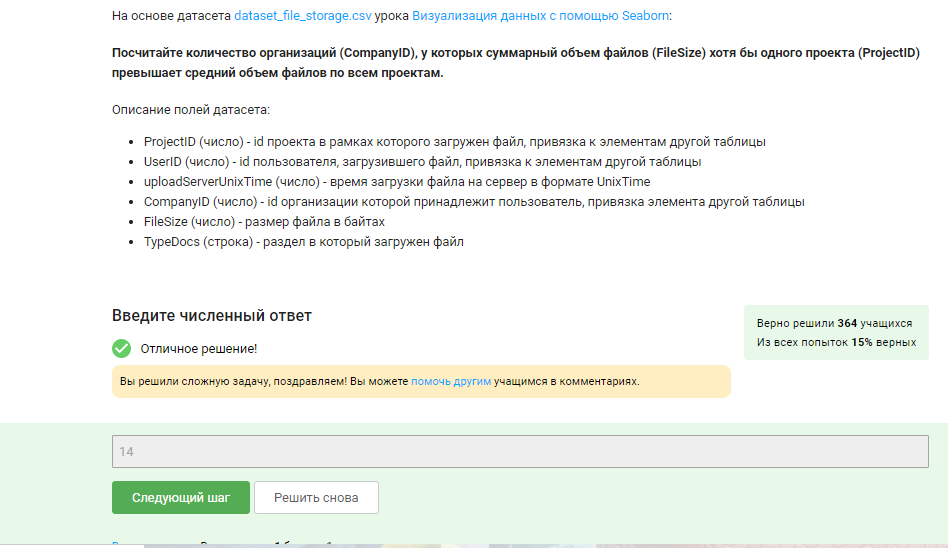 На основе датасета dataset_file_storage.csv урока Визуализация данных с помощью Seaborn:
Посчитайте количество организаций (CompanyID), у которых суммарный объем файлов (FileSize) хотя бы одного проекта (ProjectID)
превышает средний объем файлов по всем проектам.
Описание полей датасета:
• ProjectID (число) - id проекта в рамках которого загружен файл, привязка к элементам другой таблицы
• UserID (число) - id пользователя, загрузившего файл, привязка к элементам другой таблицы
• uploadServerUnixTime (число) - время загрузки файла на сервер в формате UnixTime
• CompanyID (число) - id организации которой принадлежит пользователь, привязка элемента другой таблицы
• FileSize (число) - размер файла в байтах
• TypeDocs (строка) - раздел в который загружен файл
Введите численный ответ
Верно решили 364 учащихся
Из всех попыток 15% верных
Отличное решение!
Вы решили сложную задачу, поздравляем! Вы можете помочь другим учащимся в комментариях.
14
Следующий шаг
Решить снова